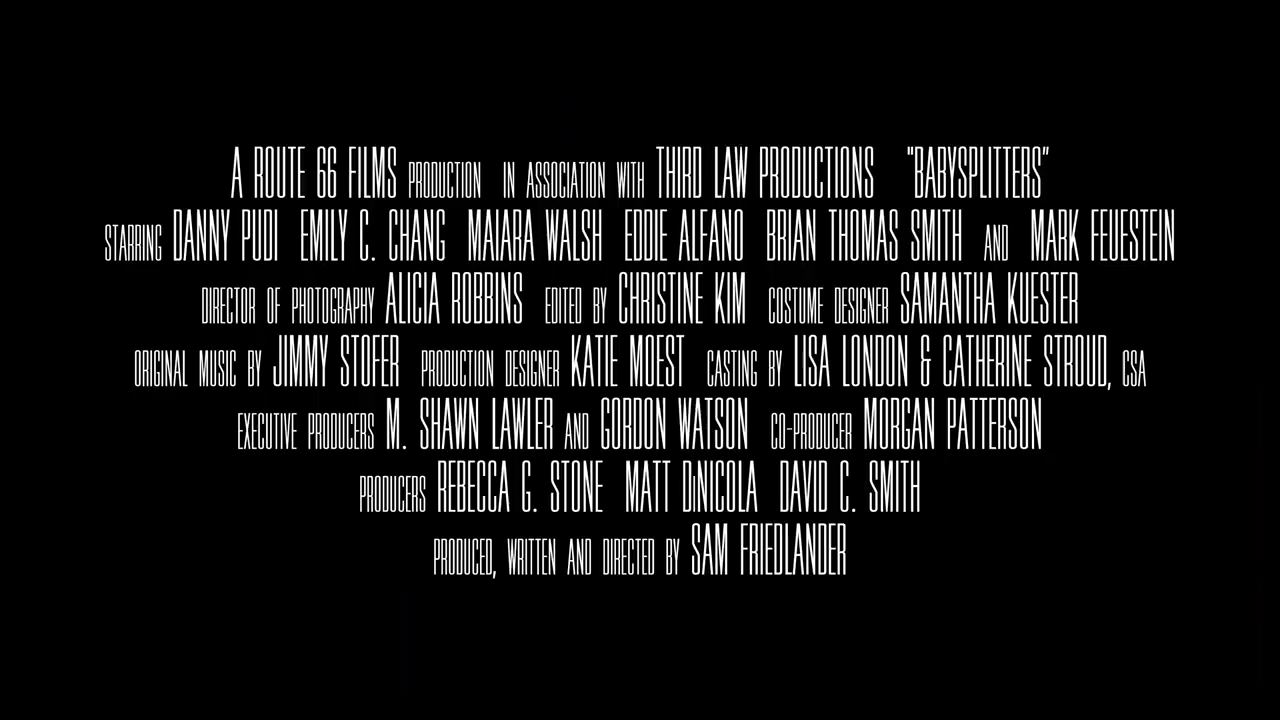 A ROUTE 66 FILMS PRODUCTION IN ASSOCIATION WITH THIRD LAW PRODUCTIONS "BABYSPLITTERS"
STARRING DANNY PUDI EMILY C. CHANG MAIARA WALSH EDDIE ALFANO BRIAN THOMAS SMITH AND MARK FEUESTEIN
DIRECTOR OF PHOTOGRAPHY ALICIA ROBBINS EDITED BY CHRISTINE KIM COSTUME DESIGNER SAMANTHA KUESTER
ORIGINAL MUSIC BY JIMMY STOFER PRODUCTION DESIGNER KATIE MOEST CASTING BY LISA LONDON & CATHERINE STROUD, CSA
EXECUTIVE PRODUCERS M. SHAWN LAWLER AND GORDON WATSON CO-PRODUCER MORGAN PATTERSON
PRODUCERS REBECCA G. STONE MATT DiNICOLA DAVID C. SMITH
PRODUCED, WRITTEN AND DIRECTED BY SAM FRIEDLANDER